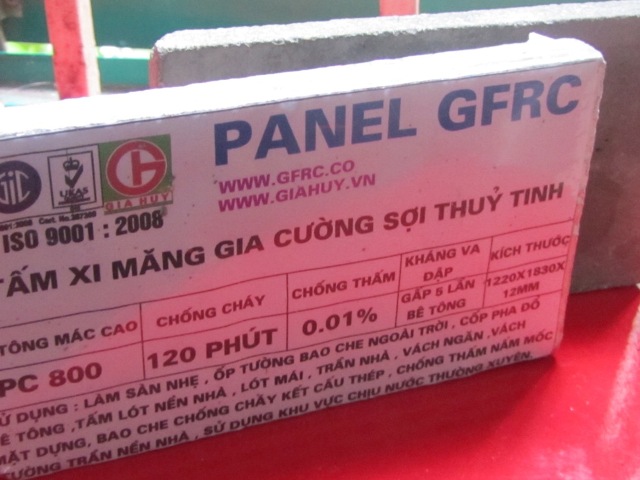 PANEL GFRC
WWW.GFRC.CO
WWW.GIAHUY.VN
GIC
UKAS
GIA HUY
ISO 9001 : 2008
TẤM XI MĂNG GIA CƯỜNG SỢI THUỶ TINH
TÔNG MÁC CAO
PC 800
CHỐNG CHÁY
120 PHÚT
CHỐNG THẤM
0.01%
KHÁNG VA
ĐẬP
GẤP 5 LẦN
BÊ TÔNG
KÍCH THƯỚC
1220X1830X
12MM
SỬ DỤNG : LÀM SÀN NHẸ , ỐP TƯỜNG BAO CHE NGOÀI TRỜI , CỐP PHA ĐỔ
BÊ TÔNG ,TẤM LÓT NỀN NHÀ , LÓT MÁI , TRẦN NHÀ , VÁCH NGĂN , VÁCH
MẶT DỰNG, BAO CHE CHỐNG CHÁY KẾT CẤU THÉP , CHỐNG THẤM NẤM MỐC
TƯỜNG TRẦN NỀN NHÀ , SỬ DỤNG KHU VỰC CHỊU NƯỚC THƯỜNG XUYÊN.